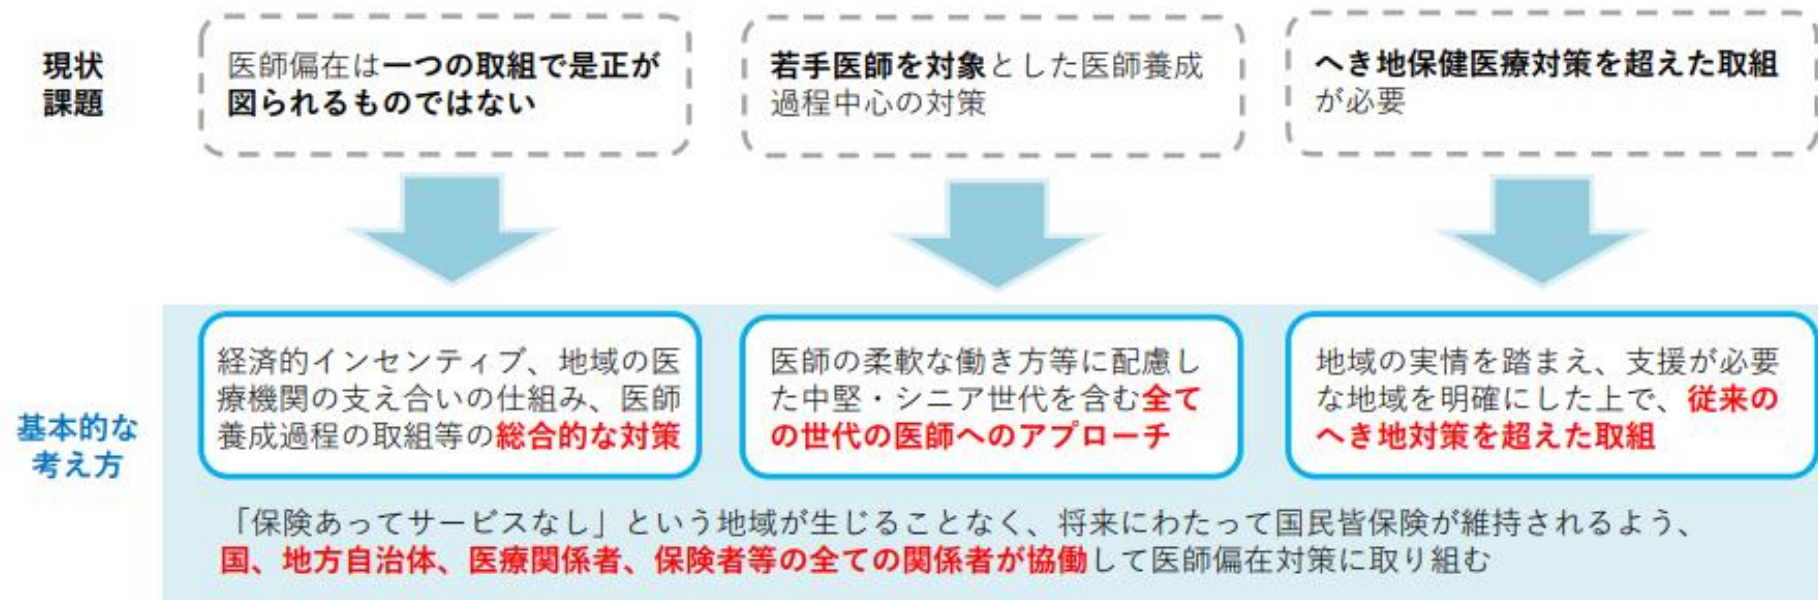 現状
課題
医師偏在は一つの取組で是正が
図られるものではない
若手医師を対象とした医師養成
過程中心の対策
へき地保健医療対策を超えた取組
が必要
基本的な
考え方
経済的インセンティブ、地域の医
療機関の支え合いの仕組み、医師
養成過程の取組等の総合的な対策
医師の柔軟な働き方等に配慮し
た中堅・シニア世代を含む全て
の世代の医師へのアプローチ
地域の実情を踏まえ、支援が必要
な地域を明確にした上で、従来の
へき地対策を超えた取組
「保険あってサービスなし」という地域が生じることなく、将来にわたって国民皆保険が維持されるよう、
国、地方自治体、医療関係者、保険者等の全ての関係者が協働して医師偏在対策に取り組む